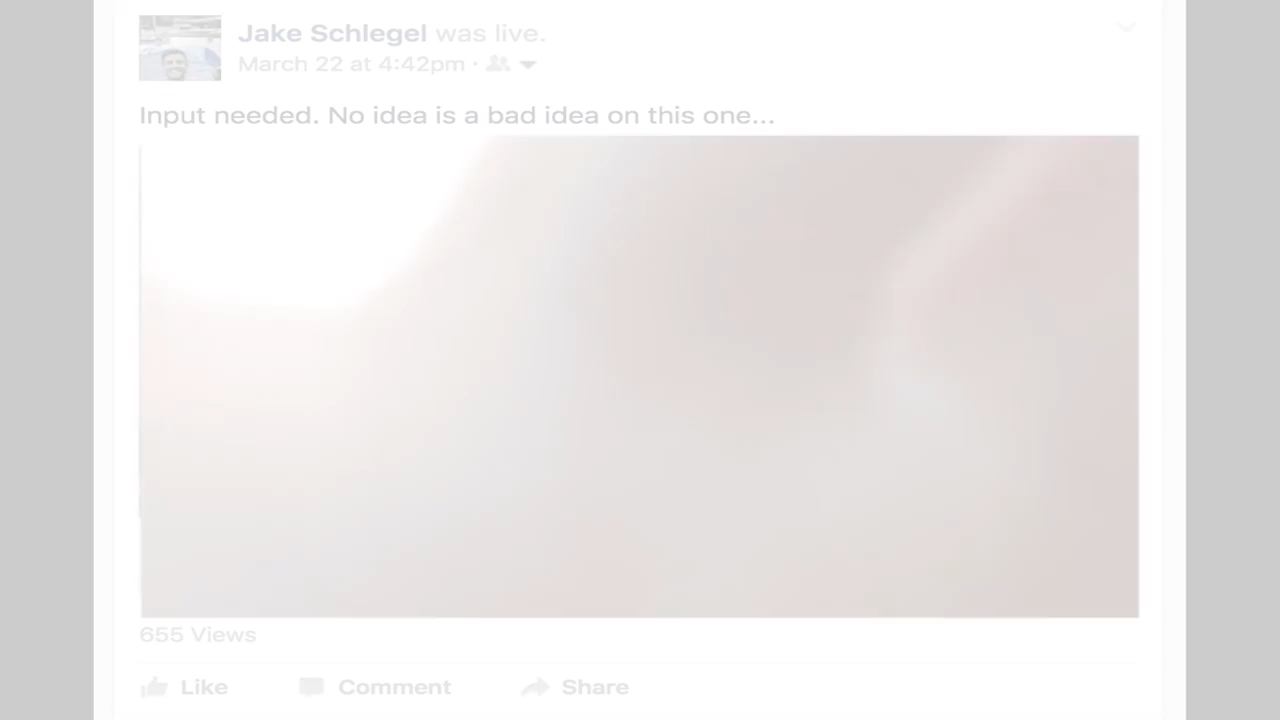 Jake Schlegel was live.
March 22 at 4:42pm ·
Input needed. No idea is a bad idea on this one...
655 Views
Like Comment Share